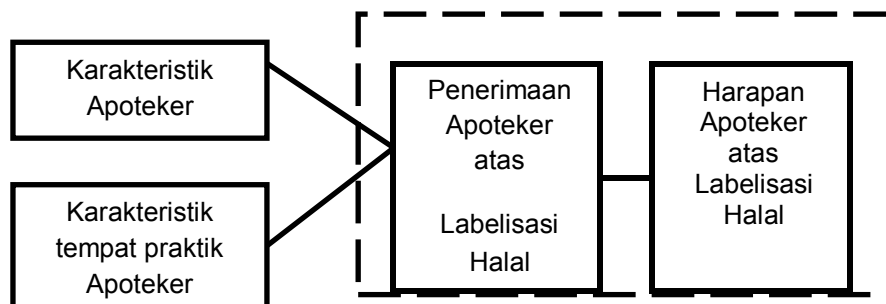 Karakteristik
Apoteker
Karakteristik
tempat praktik
Apoteker
Penerimaan
Apoteker
atas
Labelisasi
Halal
Harapan
Apoteker
atas
Labelisasi
Halal